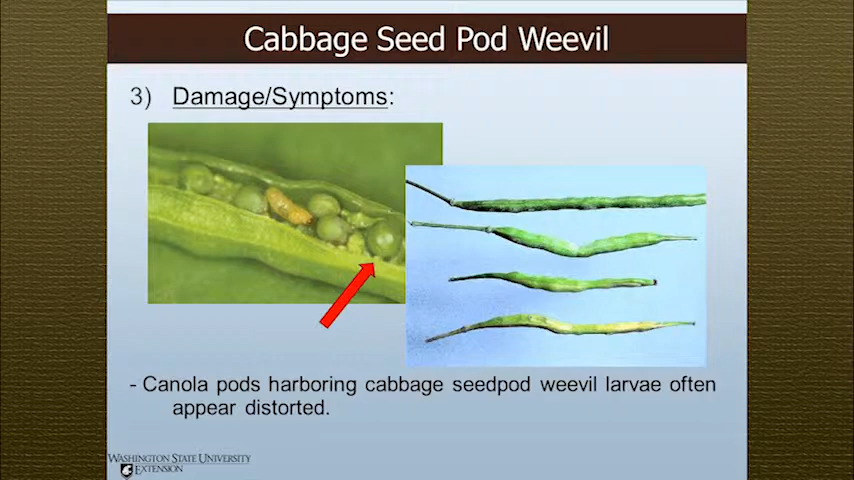 Cabbage Seed Pod Weevil
3) Damage/Symptoms:
- Canola pods harboring cabbage seedpod weevil larvae often
appear distorted.
WASHINGTON STATE UNIVERSITY
EXTENSION